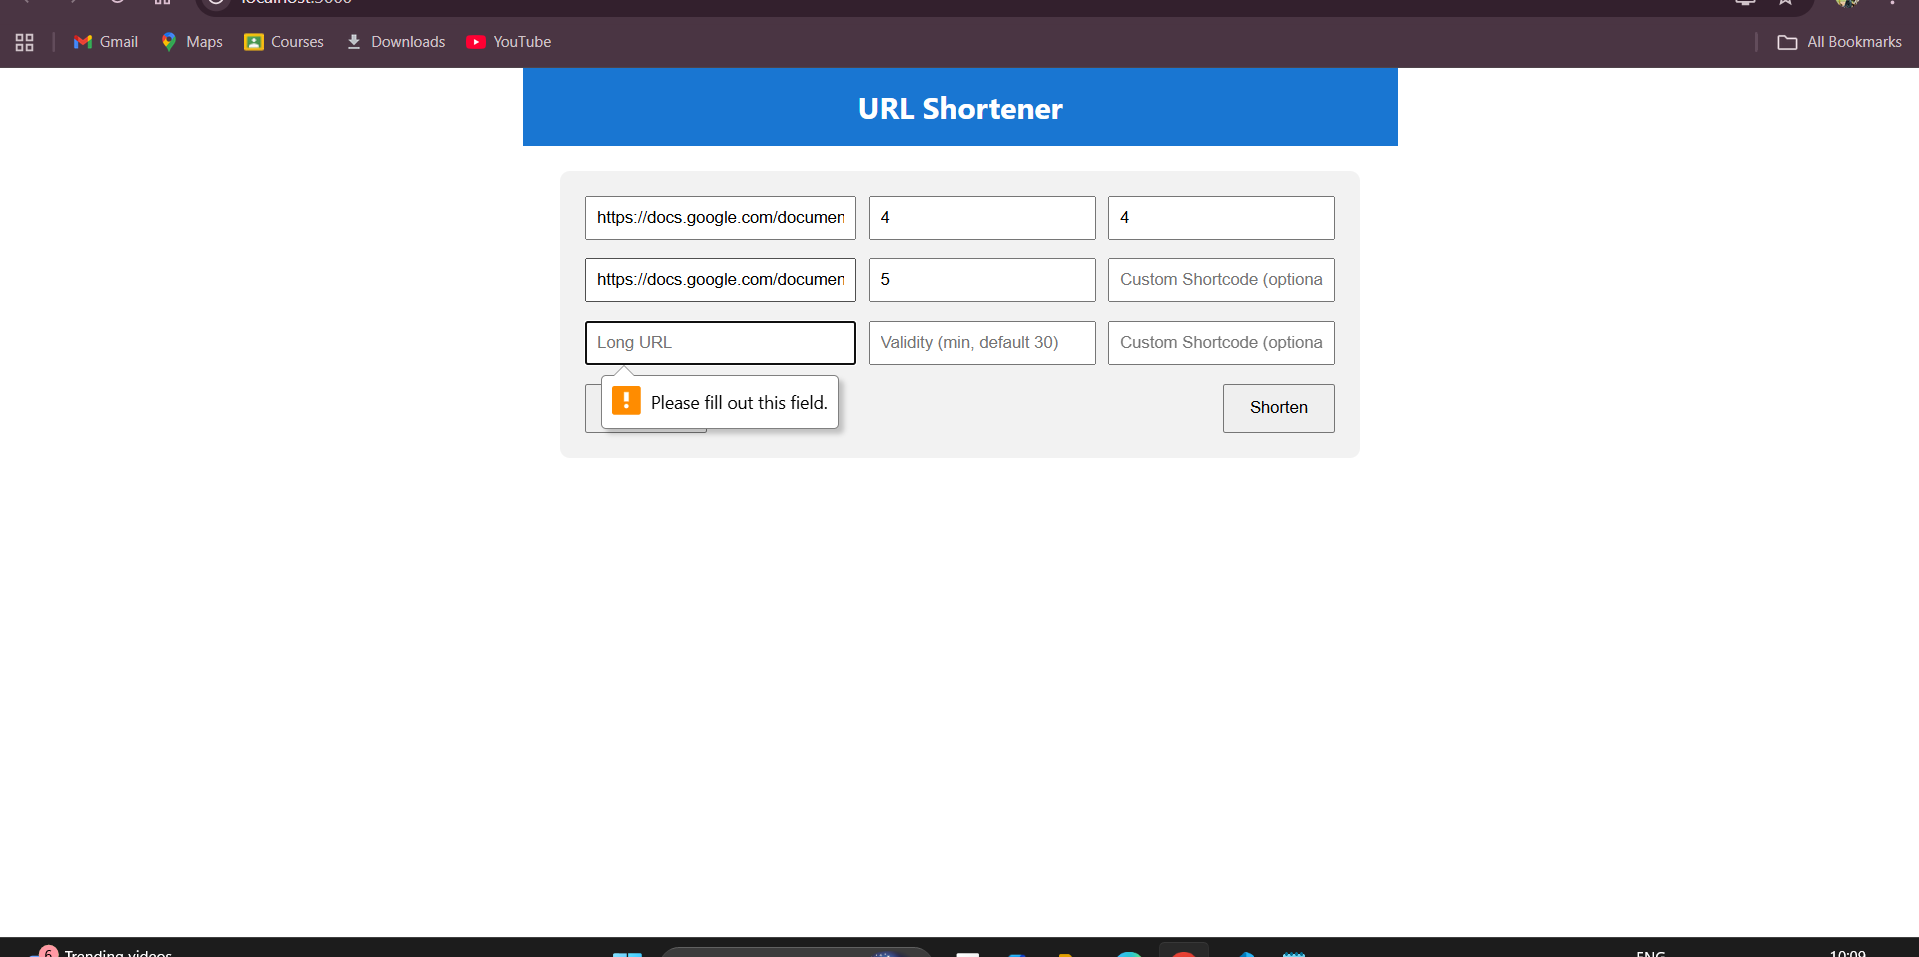 localhost:3000
Gmail Maps Courses Downloads YouTube All Bookmarks
URL Shortener
https://docs.google.com/documen 4 4
https://docs.google.com/documen 5 Custom Shortcode (optiona
Long URL Validity (min, default 30) Custom Shortcode (optiona
Please fill out this field. Shorten
6 Trending videos ENG 10:09